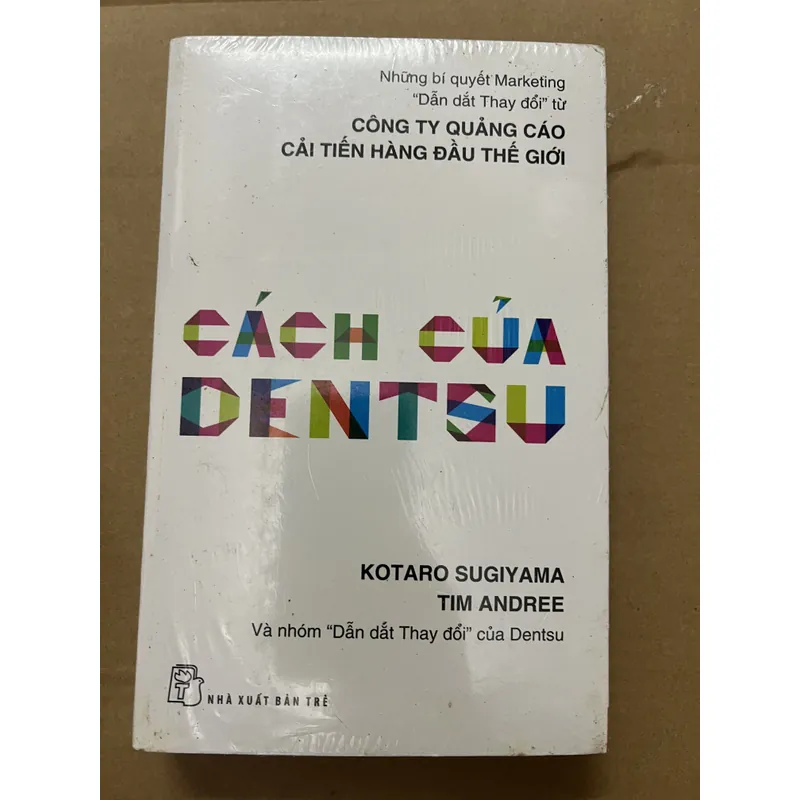 Những bí quyết Marketing
“Dẫn dắt Thay đổi” từ
CÔNG TY QUẢNG CÁO
CẢI TIẾN HÀNG ĐẦU THẾ GIỚI
CÁCH CỦA
DENTSU
KOTARO SUGIYAMA
TIM ANDREE
Và nhóm “Dẫn dắt Thay đổi” của Dentsu
NHÀ XUẤT BẢN TRẺ